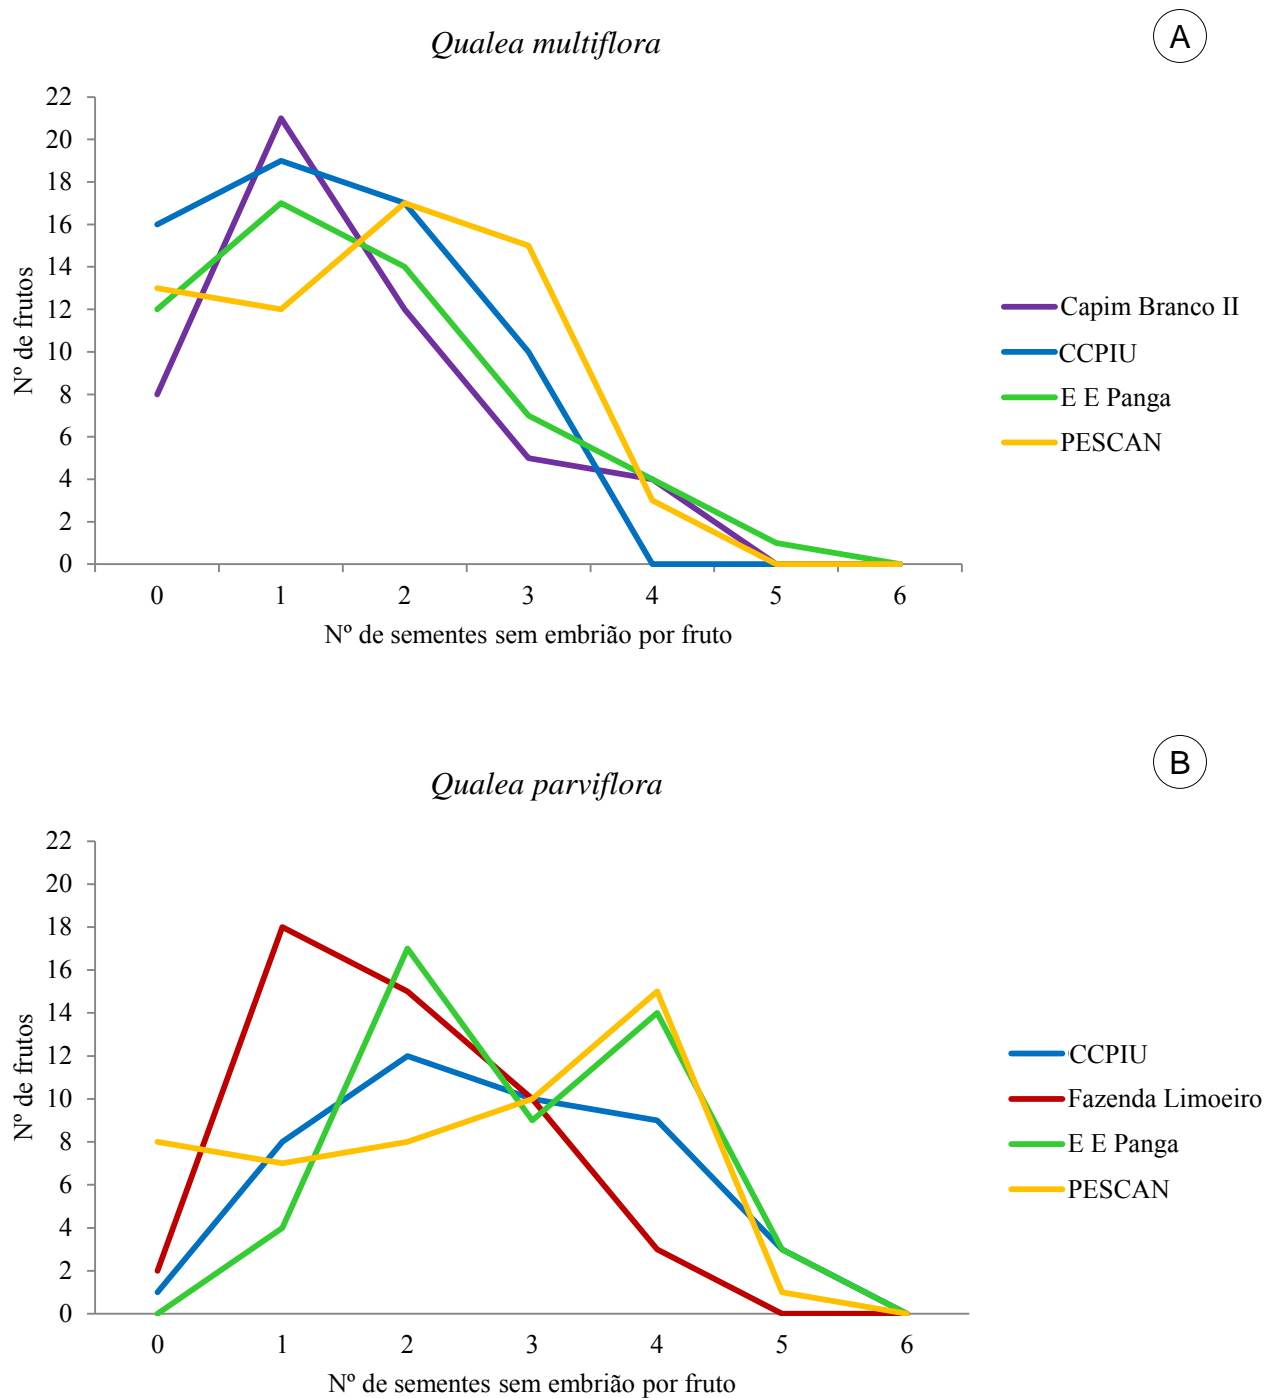 Qualea multiflora
A
22
20
18
16
14
12
10
8
6
4
2
0
Nº de frutos
0 1 2 3 4 5 6
Nº de sementes sem embrião por fruto
Capim Branco II
CCPIU
E E Panga
PESCAN
Qualea parviflora
B
22
20
18
16
14
12
10
8
6
4
2
0
Nº de frutos
0 1 2 3 4 5 6
Nº de sementes sem embrião por fruto
CCPIU
Fazenda Limoeiro
E E Panga
PESCAN